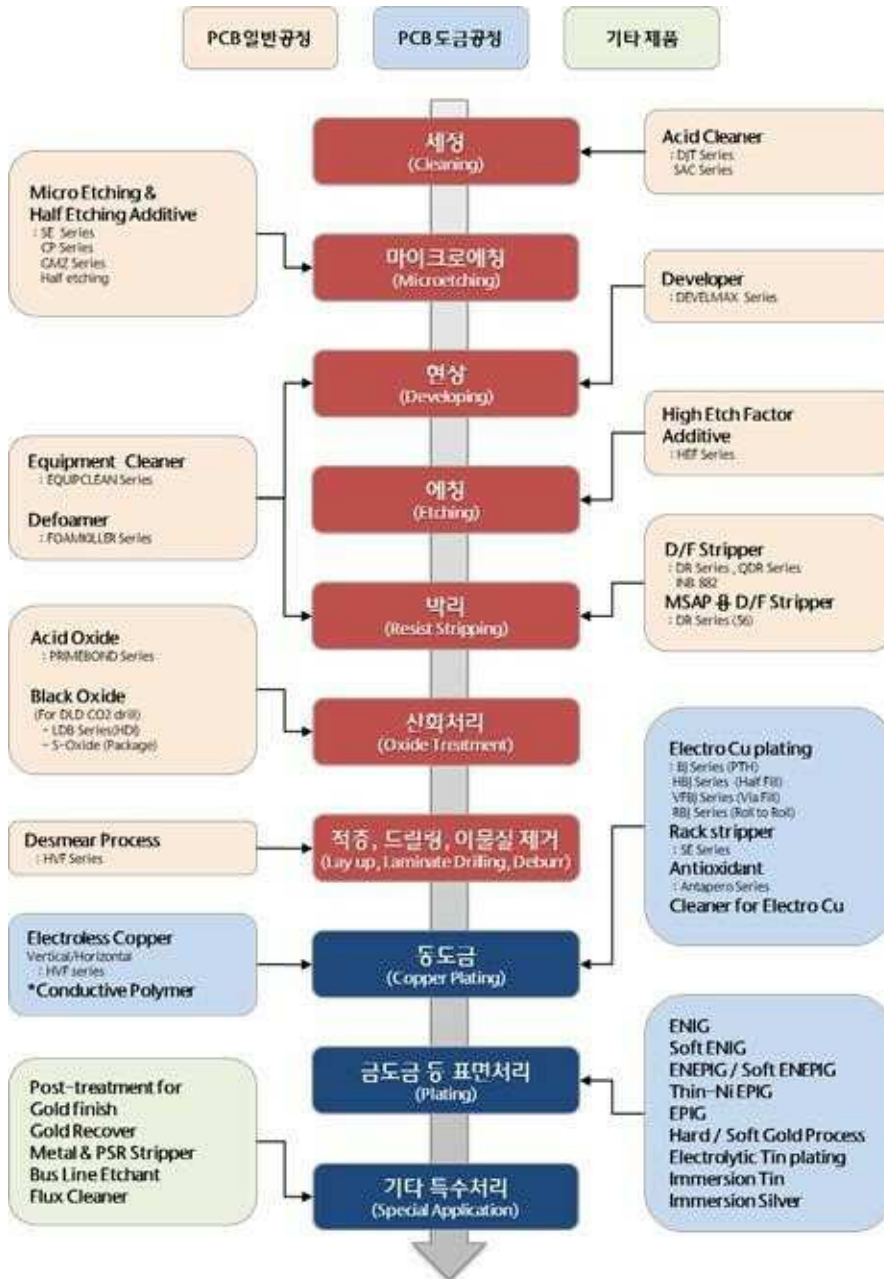 PCB일반공정
PCB도금공정
기타 제품
세정
(Cleaning)
Acid Cleaner
: DJT Series
SAC Series
Micro Etching &
Half Etching Additive
: SE Series
CP Series
GMZ Series
Half etching
마이크로에칭
(Microetching)
Developer
: DEVELMAX Series
현상
(Developing)
High Etch Factor
Additive
: HEF Series
Equipment Cleaner
: EQUIPCLEAN Series
Defoamer
: FOAMKILLER Series
에칭
(Etching)
D/F Stripper
: DR Series , QDR Series
INB 882
MSAP 용 D/F Stripper
: DR Series (S6)
박리
(Resist Stripping)
Acid Oxide
: PRIMEBOND Series
Black Oxide
(For DLD CO2 drill)
- LDB Series(HDI)
- S-Oxide (Package)
산화처리
(Oxide Treatment)
Electro Cu plating
: BJ Series (PTH)
HBJ Series (Half Fill)
VFBJ Series (Via Fill)
RBJ Series (Roll to Roll)
Rack stripper
: SE Series
Antioxidant
: Antapero Series
Cleaner for Electro Cu
Desmear Process
: HVF Series
적층, 드릴링, 이물질 제거
(Lay up, Laminate Drilling, Deburr)
Electroless Copper
Vertical/Horizontal
: HVF series
*Conductive Polymer
동도금
(Copper Plating)
ENIG
Soft ENIG
ENEPIG / Soft ENEPIG
Thin-Ni EPIG
EPIG
Hard / Soft Gold Process
Electrolytic Tin plating
Immersion Tin
Immersion Silver
금도금 등 표면처리
(Plating)
Post-treatment for
Gold finish
Gold Recover
Metal & PSR Stripper
Bus Line Etchant
Flux Cleaner
기타 특수처리
(Special Application)